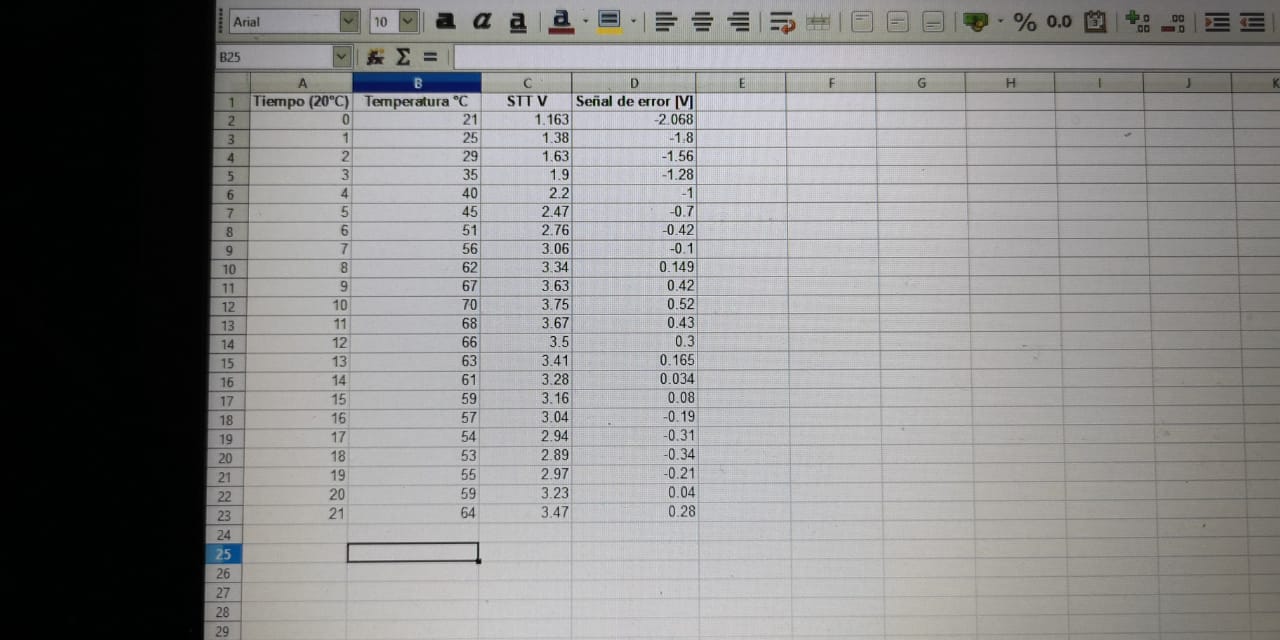 Arial 10 a a a a % 0.0
B25 Σ =
A B C D E F G H I J K
1 Tiempo (20°C) Temperatura °C STT V Señal de error [V]
2 0 21 1.163 -2.068
3 1 25 1.38 -1.8
4 2 29 1.63 -1.56
5 3 35 1.9 -1.28
6 4 40 2.2 -1
7 5 45 2.47 -0.7
8 6 51 2.76 -0.42
9 7 56 3.06 -0.1
10 8 62 3.34 0.149
11 9 67 3.63 0.42
12 10 70 3.75 0.52
13 11 68 3.67 0.43
14 12 66 3.5 0.3
15 13 63 3.41 0.165
16 14 61 3.28 0.034
17 15 59 3.16 0.08
18 16 57 3.04 -0.19
19 17 54 2.94 -0.31
20 18 53 2.89 -0.34
21 19 55 2.97 -0.21
22 20 59 3.23 0.04
23 21 64 3.47 0.28
24
25
26
27
28
29